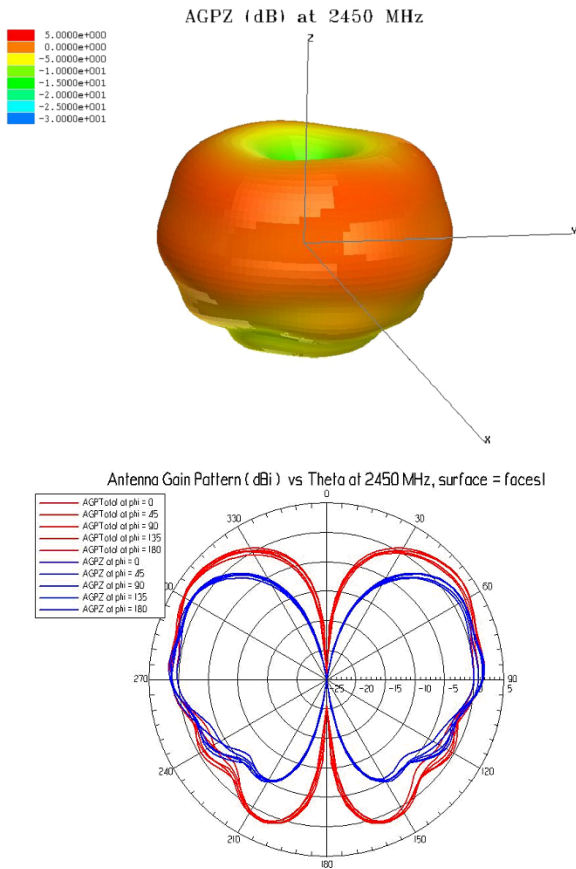 AGPZ (dB) at 2450 MHz
5.0000e+000
0.0000e+000
-5.0000e+000
-1.0000e+001
-1.5000e+001
-2.0000e+001
-2.5000e+001
-3.0000e+001
Z
Y
X
Antenna Gain Pattern ( dBi ) vs Theta at 2450 MHz, surface = faces1
AGPTotal at phi = 0
AGPTotal at phi = 45
AGPTotal at phi = 90
AGPTotal at phi = 135
AGPTotal at phi = 180
AGPZ at phi = 0
AGPZ at phi = 45
AGPZ at phi = 90
AGPZ at phi = 135
AGPZ at phi = 180
0
330
30
00
60
270
-25 -20 -15 -10 -5 0 5
90
240
120
210
150
180